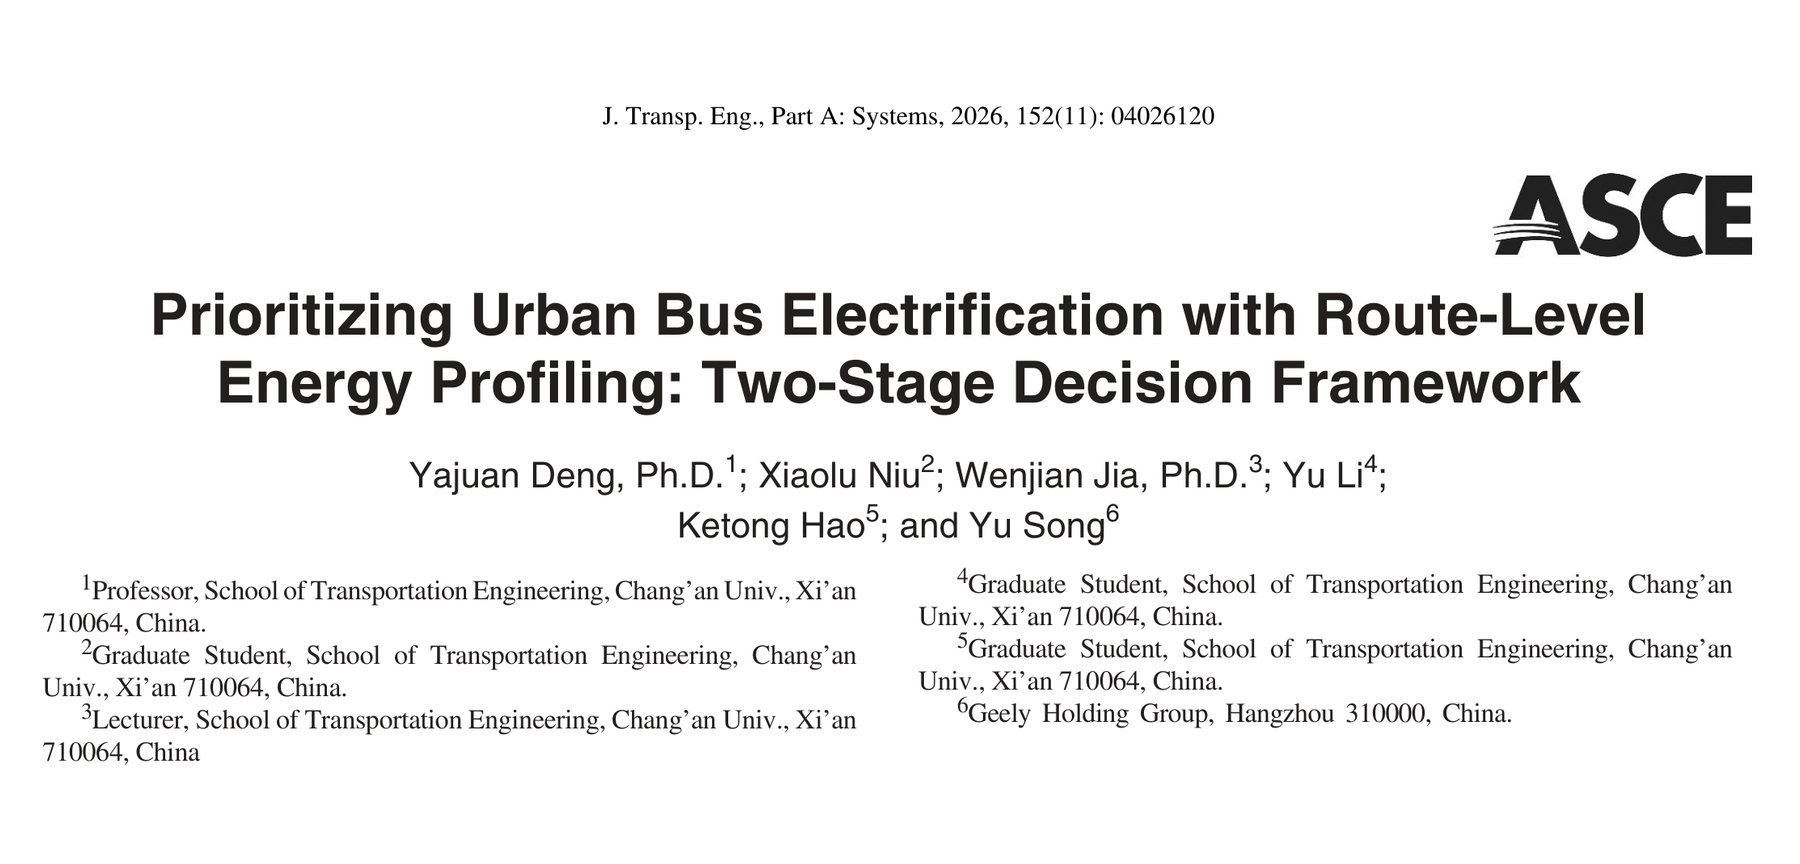 J. Transp. Eng., Part A: Systems, 2026, 152(11): 04026120
ASCE
Prioritizing Urban Bus Electrification with Route-Level
Energy Profiling: Two-Stage Decision Framework
Yajuan Deng, Ph.D.1; Xiaolu Niu2; Wenjian Jia, Ph.D.3; Yu Li4;
Ketong Hao5; and Yu Song6
1Professor, School of Transportation Engineering, Chang’an Univ., Xi’an
710064, China.
2Graduate Student, School of Transportation Engineering, Chang’an
Univ., Xi’an 710064, China.
3Lecturer, School of Transportation Engineering, Chang’an Univ., Xi’an
710064, China
4Graduate Student, School of Transportation Engineering, Chang’an
Univ., Xi’an 710064, China.
5Graduate Student, School of Transportation Engineering, Chang’an
Univ., Xi’an 710064, China.
6Geely Holding Group, Hangzhou 310000, China.